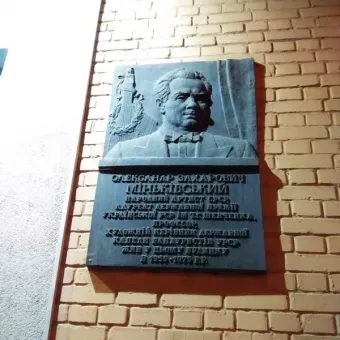 ОЛЕКСАНДР ЗАХАРОВИЧ
МІНЬКІВСЬКИЙ
НАРОДНИЙ АРТИСТ СРСР,
ЛАУРЕАТ ДЕРЖАВНОЇ ПРЕМІЇ
УКРАЇНСЬКОЇ РСР ІМ. Т.Г. ШЕВЧЕНКА,
ПРОФЕСОР
ХУДОЖНІЙ КЕРІВНИК ДЕРЖАВНОЇ
КАПЕЛИ БАНДУРИСТІВ УРСР
ЖИВ У ЦЬОМУ БУДИНКУ
В